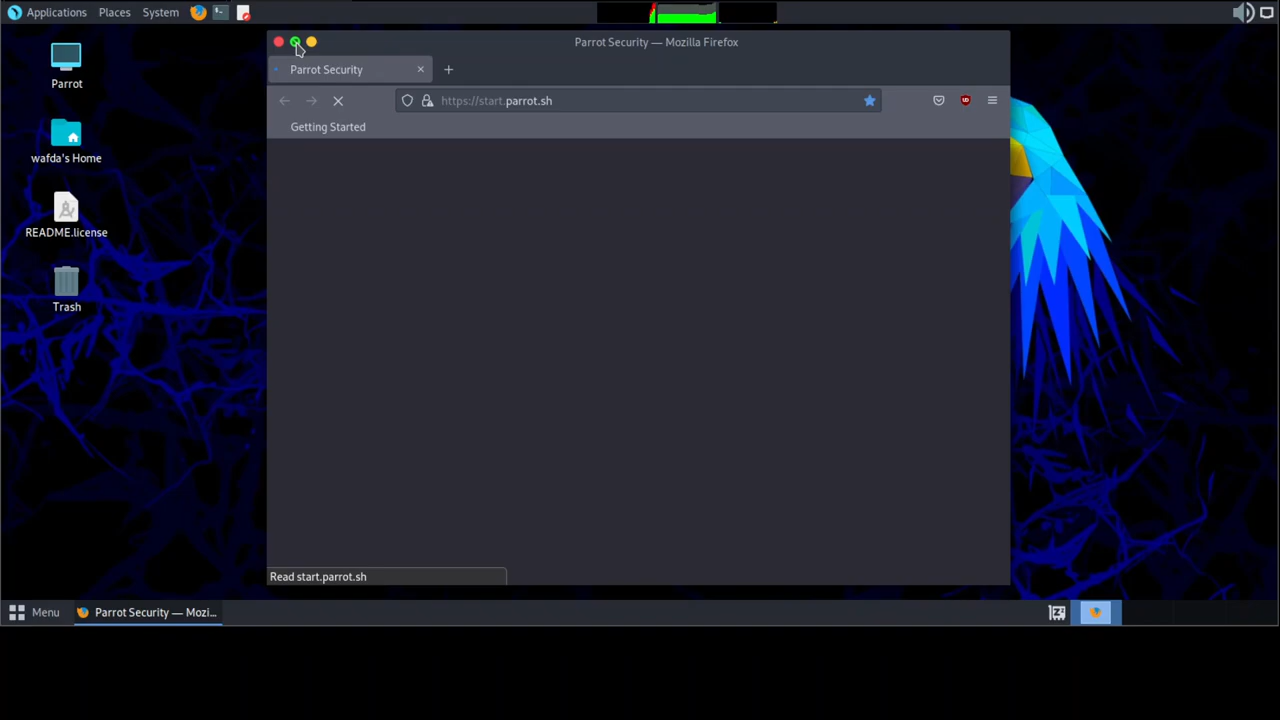 Applications Places System
Parrot Security — Mozilla Firefox
Parrot Security
https://start.parrot.sh
Getting Started
Parrot
wafda's Home
README.license
Trash
Read start.parrot.sh
Menu Parrot Security — Mozi...